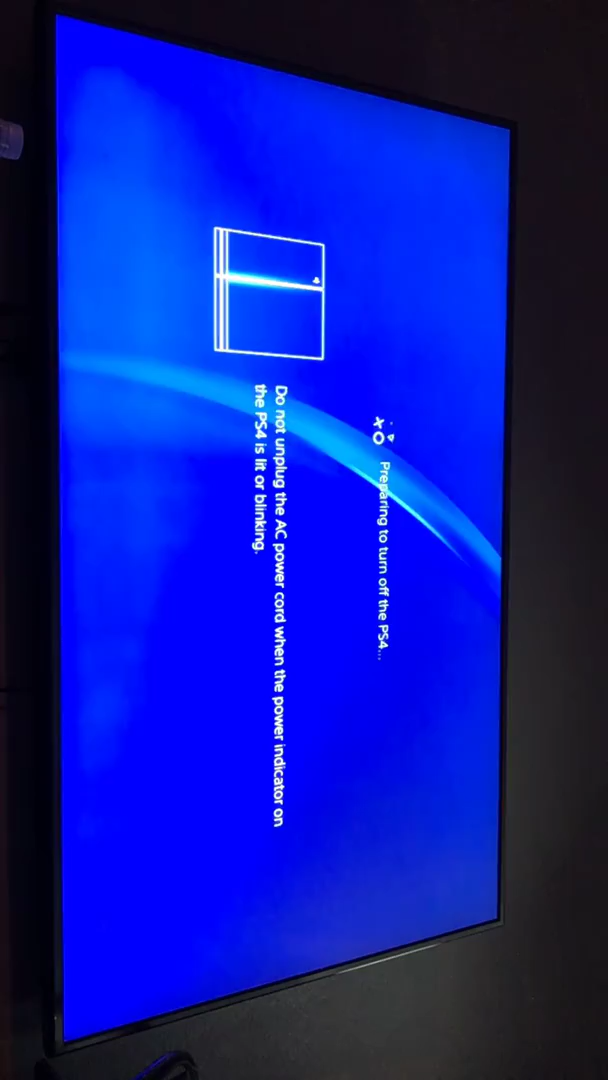 Preparing to turn off the PS4...
Do not unplug the AC power cord when the power indicator on
the PS4 is lit or blinking.